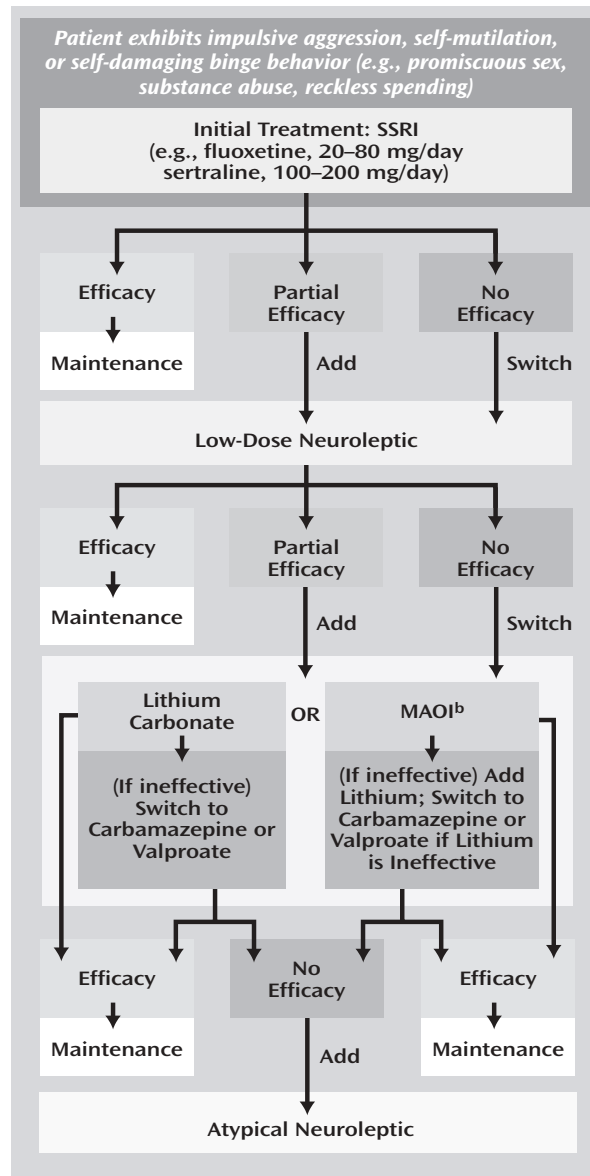 Patient exhibits impulsive aggression, self-mutilation,
or self-damaging binge behavior (e.g., promiscuous sex,
substance abuse, reckless spending)
Initial Treatment: SSRI
(e.g., fluoxetine, 20–80 mg/day
sertraline, 100–200 mg/day)
Efficacy
Partial
Efficacy
No
Efficacy
Maintenance
Add
Switch
Low-Dose Neuroleptic
Efficacy
Partial
Efficacy
No
Efficacy
Maintenance
Add
Switch
Lithium
Carbonate
OR
MAOIᵇ
(If ineffective)
Switch to
Carbamazepine or
Valproate
(If ineffective) Add
Lithium; Switch to
Carbamazepine or
Valproate if Lithium
is Ineffective
Efficacy
No
Efficacy
Efficacy
Maintenance
Add
Maintenance
Atypical Neuroleptic